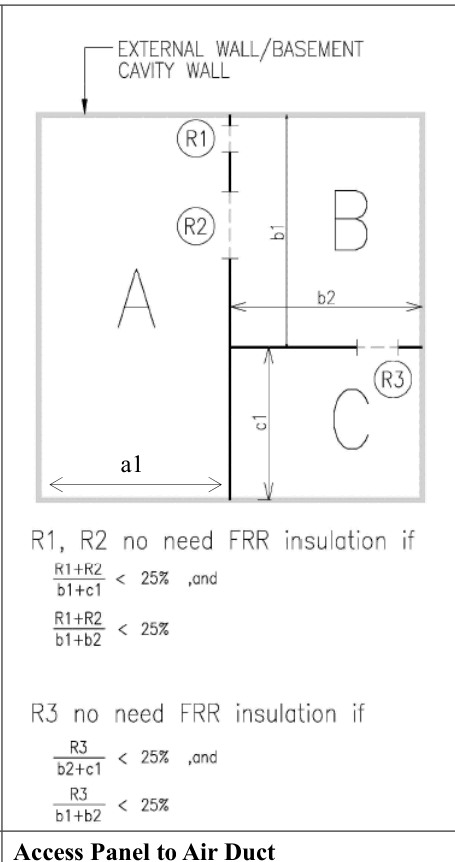 EXTERNAL WALL/BASEMENT
CAVITY WALL
R1
R2
b1
B
b2
A
R3
c1
C
a1
R1, R2 no need FRR insulation if
R1+R2
b1+c1
< 25% ,and
R1+R2
b1+b2
< 25%
R3 no need FRR insulation if
R3
b2+c1
< 25% ,and
R3
b1+b2
< 25%
Access Panel to Air Duct